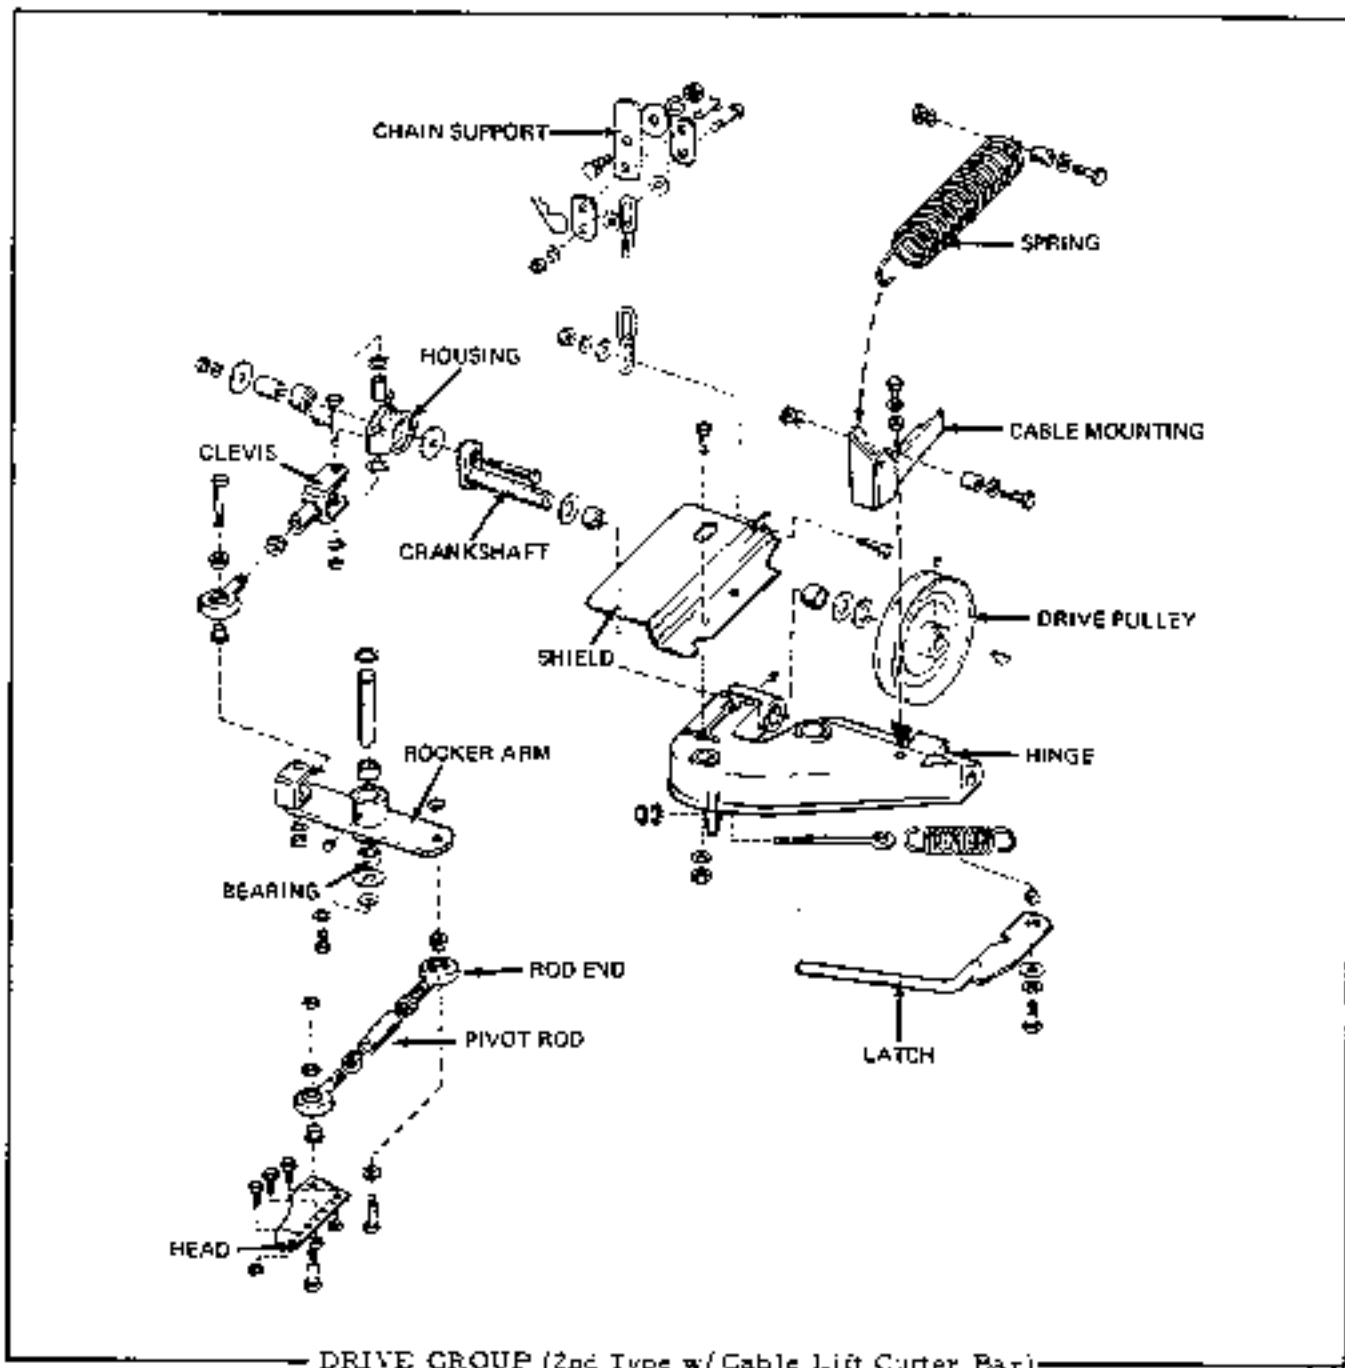 CHAIN SUPPORT
SPRING
HOUSING
CABLE MOUNTING
CLEVIS
CRANKSHAFT
DRIVE PULLEY
SHIELD
ROCKER ARM
HINGE
BEARING
ROD END
PIVOT ROD
LATCH
HEAD
DRIVE GROUP (2nd Type w/ Cable Lift Cutter Bar)